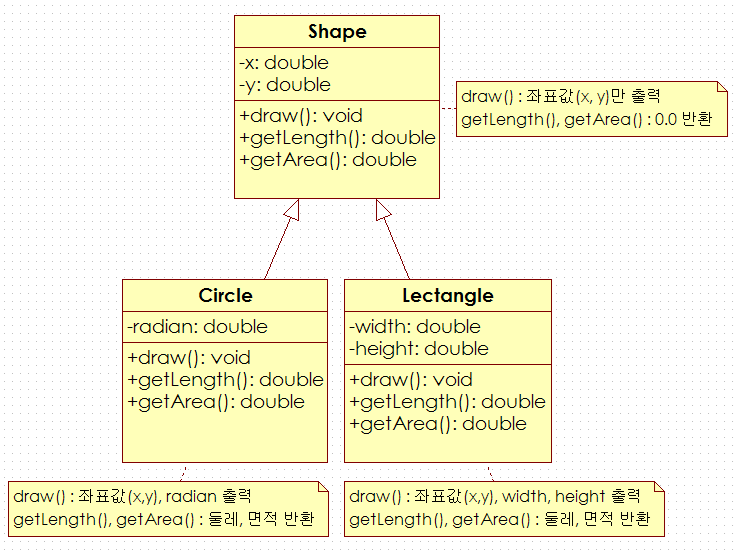 Shape
-x: double
-y: double
+draw(): void
+getLength(): double
+getArea(): double
draw() : 좌표값(x, y)만 출력
getLength(), getArea() : 0.0 반환
Circle
-radian: double
+draw(): void
+getLength(): double
+getArea(): double
Lectangle
-width: double
-height: double
+draw(): void
+getLength(): double
+getArea(): double
draw() : 좌표값(x,y), radian 출력
getLength(), getArea() : 둘레, 면적 반환
draw() : 좌표값(x,y), width, height 출력
getLength(), getArea() : 둘레, 면적 반환